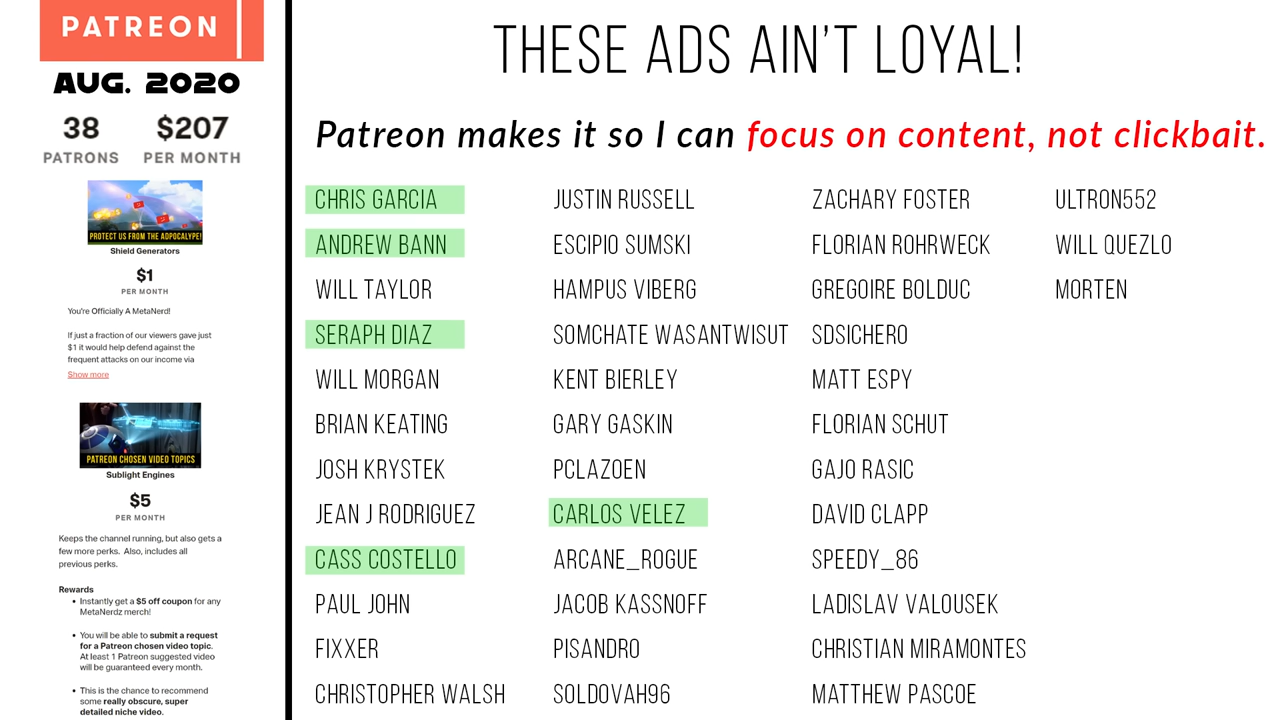 PATREON
AUG. 2020
38 $207
PATRONS PER MONTH
PROTECT US FROM THE ADPOCALYPE!
Shield Generators
$1
PER MONTH
You're Officially A MetaNerd!
If just a fraction of our viewers gave just
$1 it would help defend against the
frequent attacks on our income via
Show more
PATREON CHOSEN VIDEO TOPICS
Sublight Engines
$5
PER MONTH
Keeps the channel running, but also gets a
few more perks. Also, includes all
previous perks.
Rewards
• Instantly get a $5 off coupon for any
MetaNerdz merch!
• You will be able to submit a request
for a Patreon chosen video topic.
At least 1 Patreon suggested video
will be guaranteed every month.
• This is the chance to recommend
some really obscure, super
detailed niche video.
THESE ADS AIN'T LOYAL!
Patreon makes it so I can focus on content, not clickbait.
CHRIS GARCIA
ANDREW BANN
WILL TAYLOR
SERAPH DIAZ
WILL MORGAN
BRIAN KEATING
JOSH KRYSTEK
JEAN J RODRIGUEZ
CASS COSTELLO
PAUL JOHN
FIXXER
CHRISTOPHER WALSH
JUSTIN RUSSELL
ESCIPIO SUMSKI
HAMPUS VIBERG
SOMCHATE WASANTWISUT
KENT BIERLEY
GARY GASKIN
PCLAZOEN
CARLOS VELEZ
ARCANE_ROGUE
JACOB KASSNOFF
PISANDRO
SOLDOVAH96
ZACHARY FOSTER
FLORIAN ROHRWECK
GREGOIRE BOLDUC
SDSICHERO
MATT ESPY
FLORIAN SCHUT
GAJO RASIC
DAVID CLAPP
SPEEDY_86
LADISLAV VALOUSEK
CHRISTIAN MIRAMONTES
MATTHEW PASCOE
ULTRON552
WILL QUEZLO
MORTEN